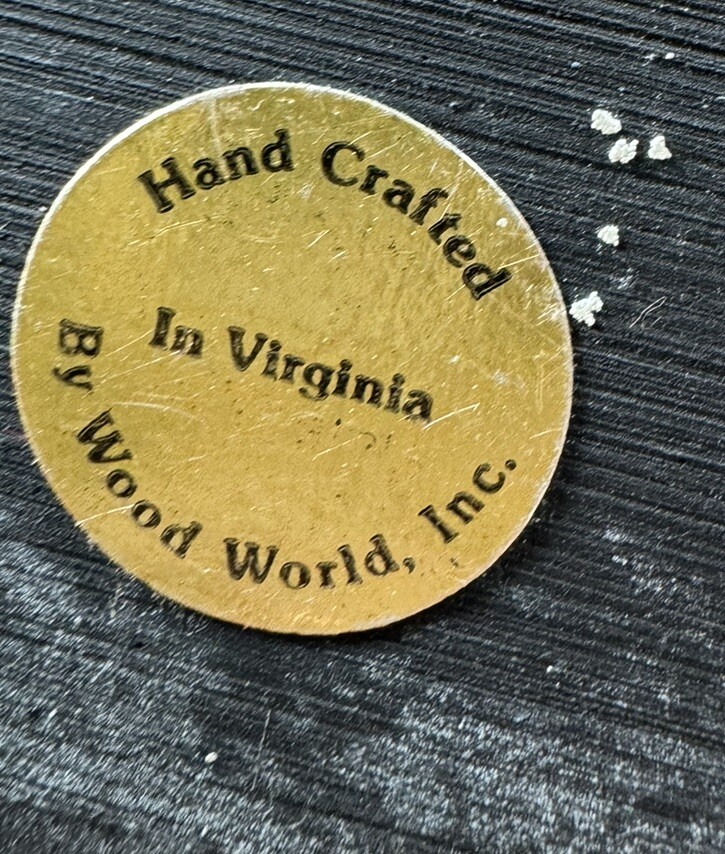 Hand Crafted
In Virginia
By Wood World, Inc.